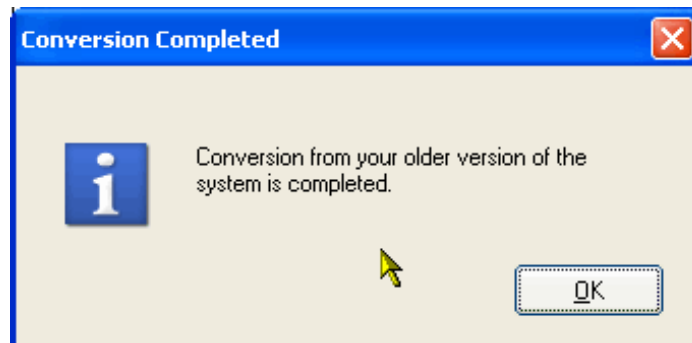 Conversion Completed
Conversion from your older version of the
system is completed.
OK